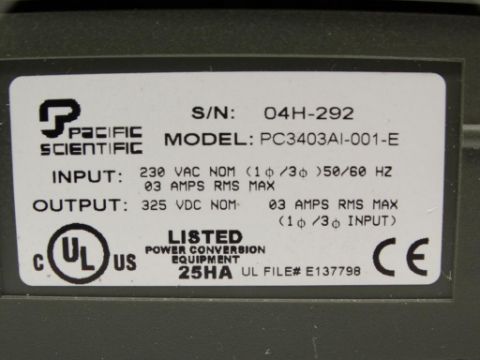 S/N: 04H-292
PACIFIC SCIENTIFIC
MODEL: PC3403AI-001-E
INPUT: 230 VAC NOM (1ϕ/3ϕ)50/60 HZ
03 AMPS RMS MAX
OUTPUT: 325 VDC NOM 03 AMPS RMS MAX
(1ϕ/3ϕ INPUT)
C UL US
LISTED
POWER CONVERSION
EQUIPMENT
25HA UL FILE# E137798
CE